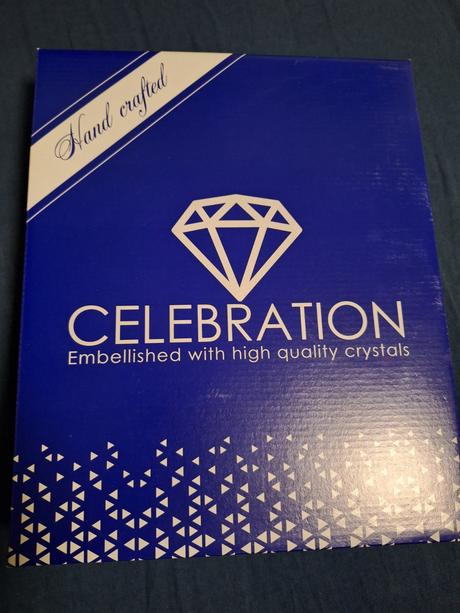 Hand crafted
CELEBRATION
Embellished with high quality crystals